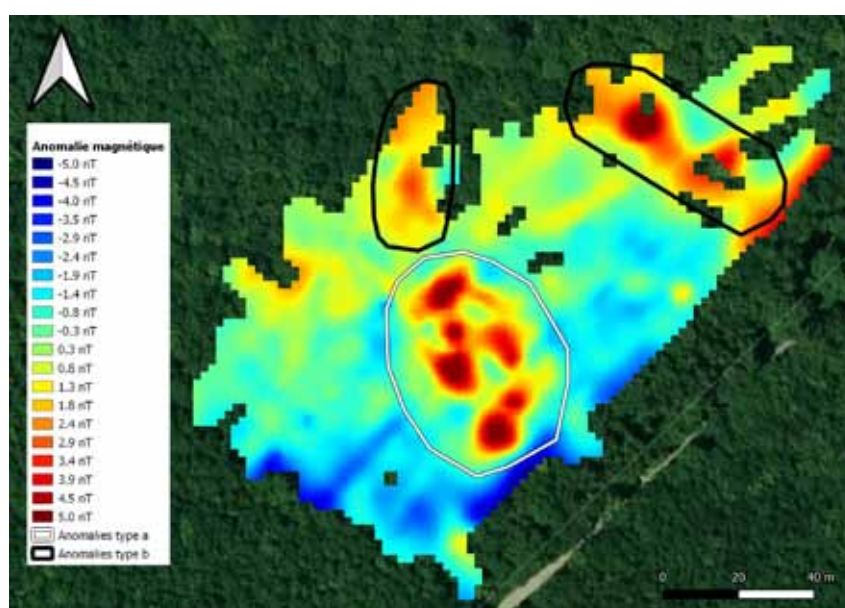 Anomalie magnétique
-5.0 nT
-4.5 nT
-4.0 nT
-3.5 nT
-2.9 nT
-2.4 nT
-1.9 nT
-1.4 nT
-0.8 nT
-0.3 nT
0.3 nT
0.8 nT
1.3 nT
1.8 nT
2.4 nT
2.9 nT
3.4 nT
3.9 nT
4.5 nT
5.0 nT
Anomalies type a
Anomalies type b
0 20 40 m